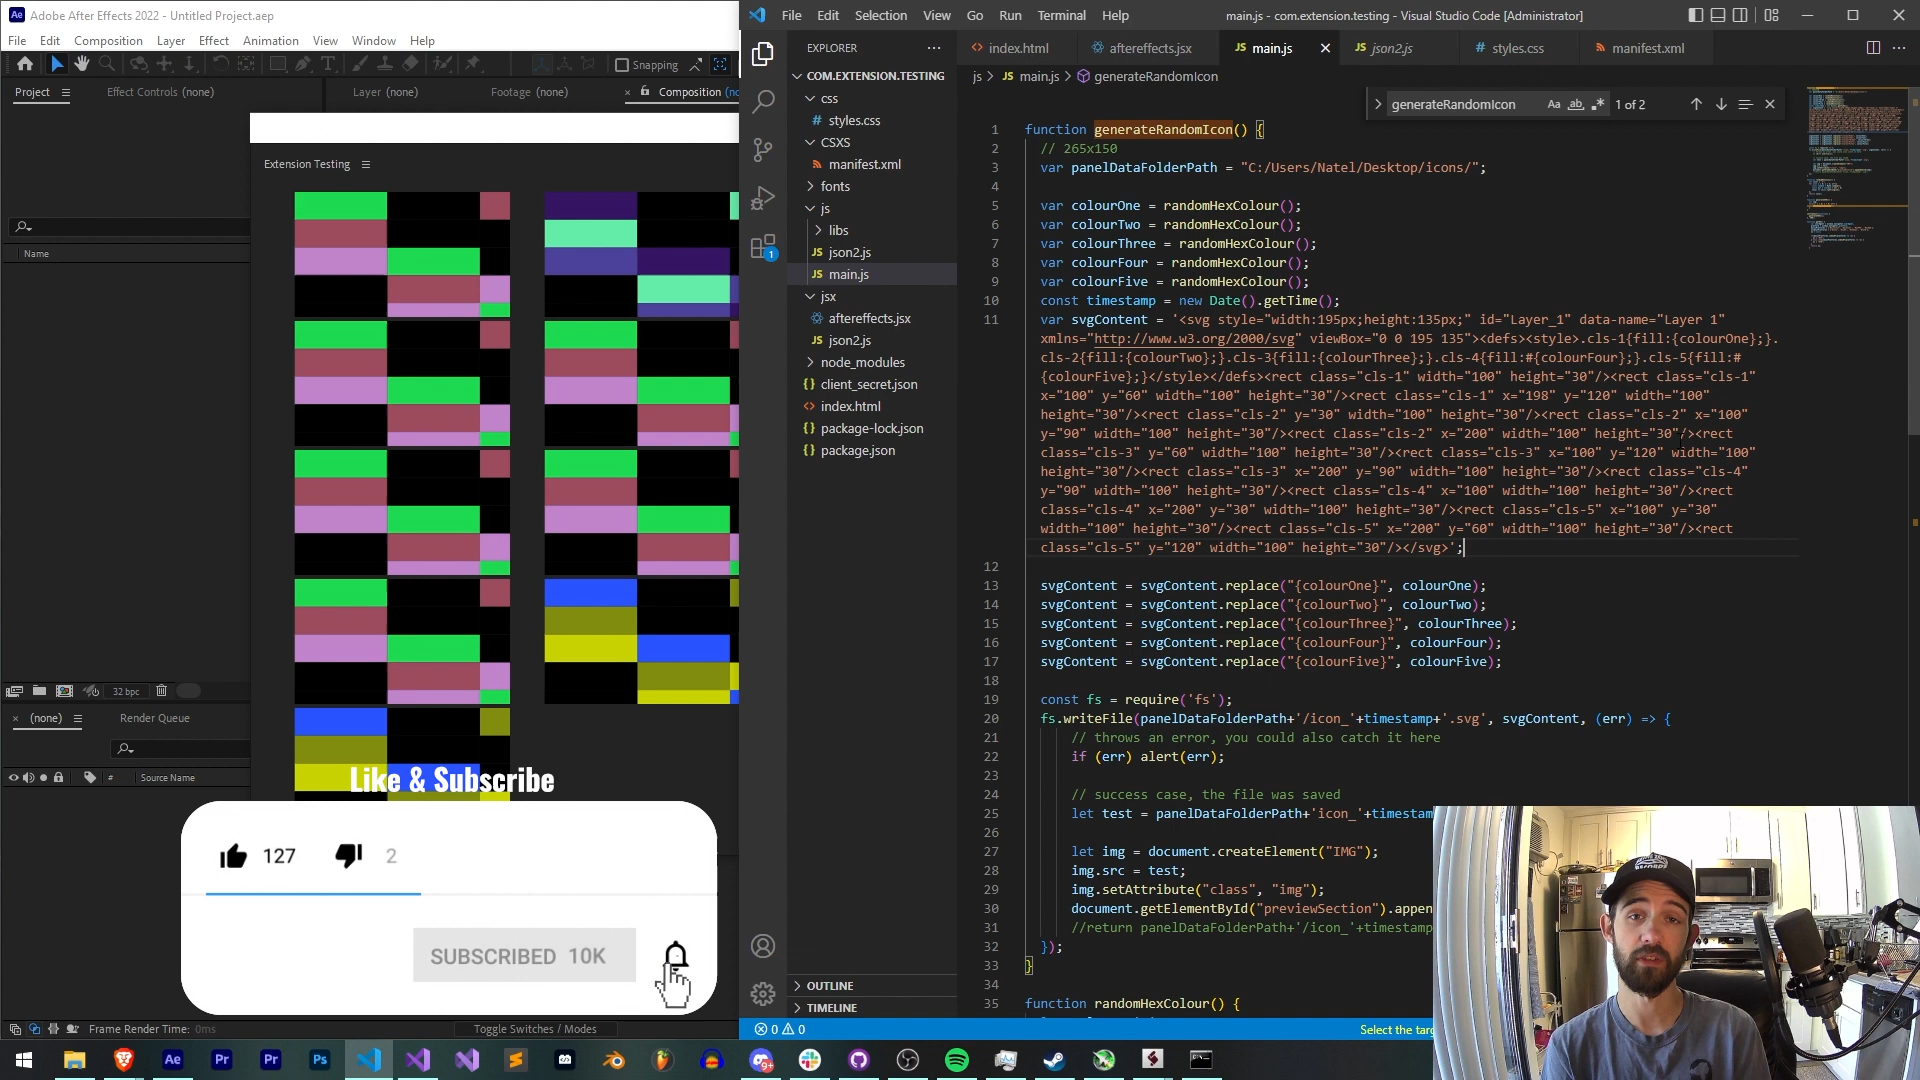 Adobe After Effects 2022 - Untitled Project.aep
File Edit Composition Layer Effect Animation View Window Help
Snapping
Project
Effect Controls (none)
Layer (none)
Footage (none)
Composition
Extension Testing
Name
32 bpc
(none)
Render Queue
#
Source Name
Like & Subscribe
127
2
SUBSCRIBED 10K
Frame Render Time: 0ms
Toggle Switches / Modes
File Edit Selection View Go Run Terminal Help
main.js - com.extension.testing - Visual Studio Code [Administrator]
EXPLORER
index.html
aftereffects.jsx
main.js
json2.js
styles.css
manifest.xml
COM.EXTENSION.TESTING
css
styles.css
CSXS
manifest.xml
fonts
js
libs
json2.js
main.js
jsx
aftereffects.jsx
json2.js
node_modules
client_secret.json
index.html
package-lock.json
package.json
OUTLINE
TIMELINE
js > main.js > generateRandomIcon
generateRandomIcon
1 of 2
1 function generateRandomIcon() {
2 // 265x150
3 var panelDataFolderPath = "C:/Users/Natel/Desktop/icons/";
4
5 var colourOne = randomHexColour();
6 var colourTwo = randomHexColour();
7 var colourThree = randomHexColour();
8 var colourFour = randomHexColour();
9 var colourFive = randomHexColour();
10 const timestamp = new Date().getTime();
11 var svgContent = '<svg style="width:195px;height:135px;" id="Layer_1" data-name="Layer 1"
xmlns="http://www.w3.org/2000/svg" viewBox="0 0 195 135"><defs><style>.cls-1{fill:{colourOne};}.
cls-2{fill:{colourTwo};}.cls-3{fill:{colourThree};}.cls-4{fill:#{colourFour};}.cls-5{fill:#
{colourFive};}</style></defs><rect class="cls-1" width="100" height="30"/><rect class="cls-1"
x="100" y="60" width="100" height="30"/><rect class="cls-1" x="198" y="120" width="100"
height="30"/><rect class="cls-2" y="30" width="100" height="30"/><rect class="cls-2" x="100"
y="90" width="100" height="30"/><rect class="cls-2" x="200" width="100" height="30"/><rect
class="cls-3" y="60" width="100" height="30"/><rect class="cls-3" x="100" y="120" width="100"
height="30"/><rect class="cls-3" x="200" y="90" width="100" height="30"/><rect class="cls-4"
y="90" width="100" height="30"/><rect class="cls-4" x="100" width="100" height="30"/><rect
class="cls-4" x="200" y="30" width="100" height="30"/><rect class="cls-5" x="100" y="30"
width="100" height="30"/><rect class="cls-5" x="200" y="60" width="100" height="30"/><rect
class="cls-5" y="120" width="100" height="30"/></svg>';
12
13 svgContent = svgContent.replace("{colourOne}", colourOne);
14 svgContent = svgContent.replace("{colourTwo}", colourTwo);
15 svgContent = svgContent.replace("{colourThree}", colourThree);
16 svgContent = svgContent.replace("{colourFour}", colourFour);
17 svgContent = svgContent.replace("{colourFive}", colourFive);
18
19 const fs = require('fs');
20 fs.writeFile(panelDataFolderPath+'/icon_'+timestamp+'.svg', svgContent, (err) => {
21 // throws an error, you could also catch it here
22 if (err) alert(err);
23
24 // success case, the file was saved
25 let test = panelDataFolderPath+'icon_'+timestam
26
27 let img = document.createElement("IMG");
28 img.src = test;
29 img.setAttribute("class", "img");
30 document.getElementById("previewSection").appen
31 //return panelDataFolderPath+'/icon_'+timestamp
32 });
33 }
34
35 function randomHexColour() {
0 0
Select the targ